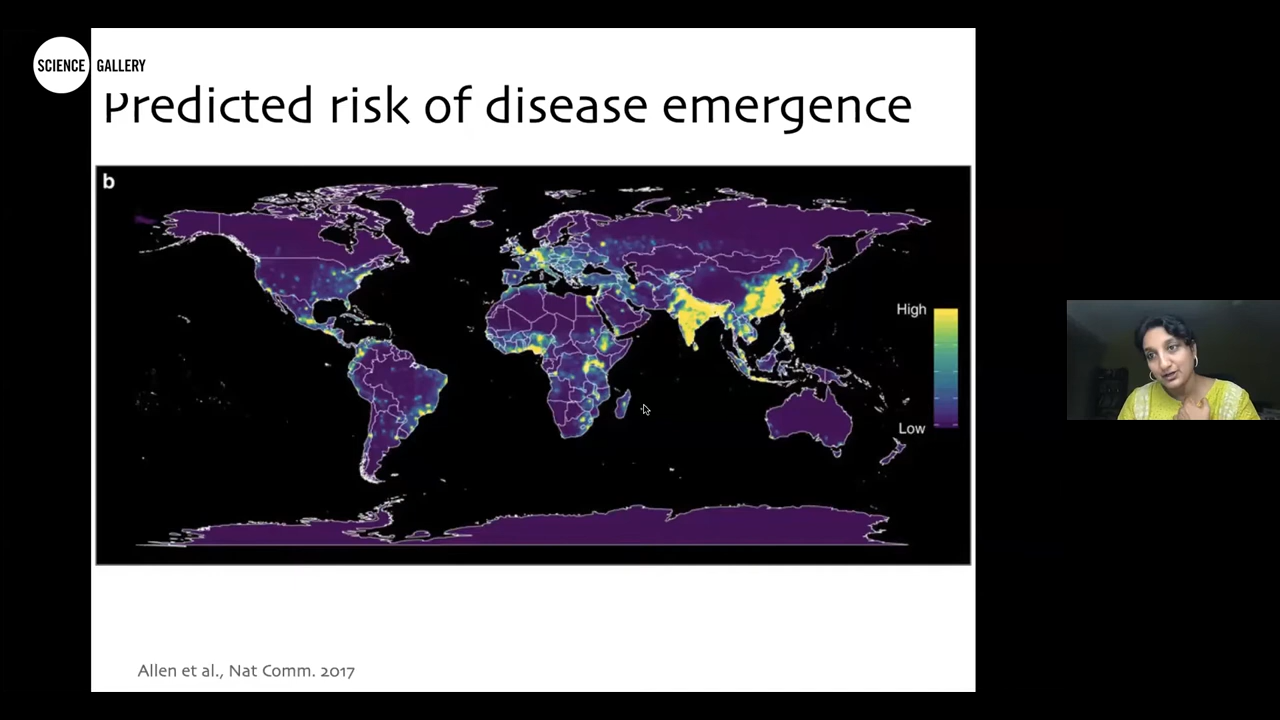 SCIENCE GALLERY
Predicted risk of disease emergence
b
High
Low
Allen et al., Nat Comm. 2017